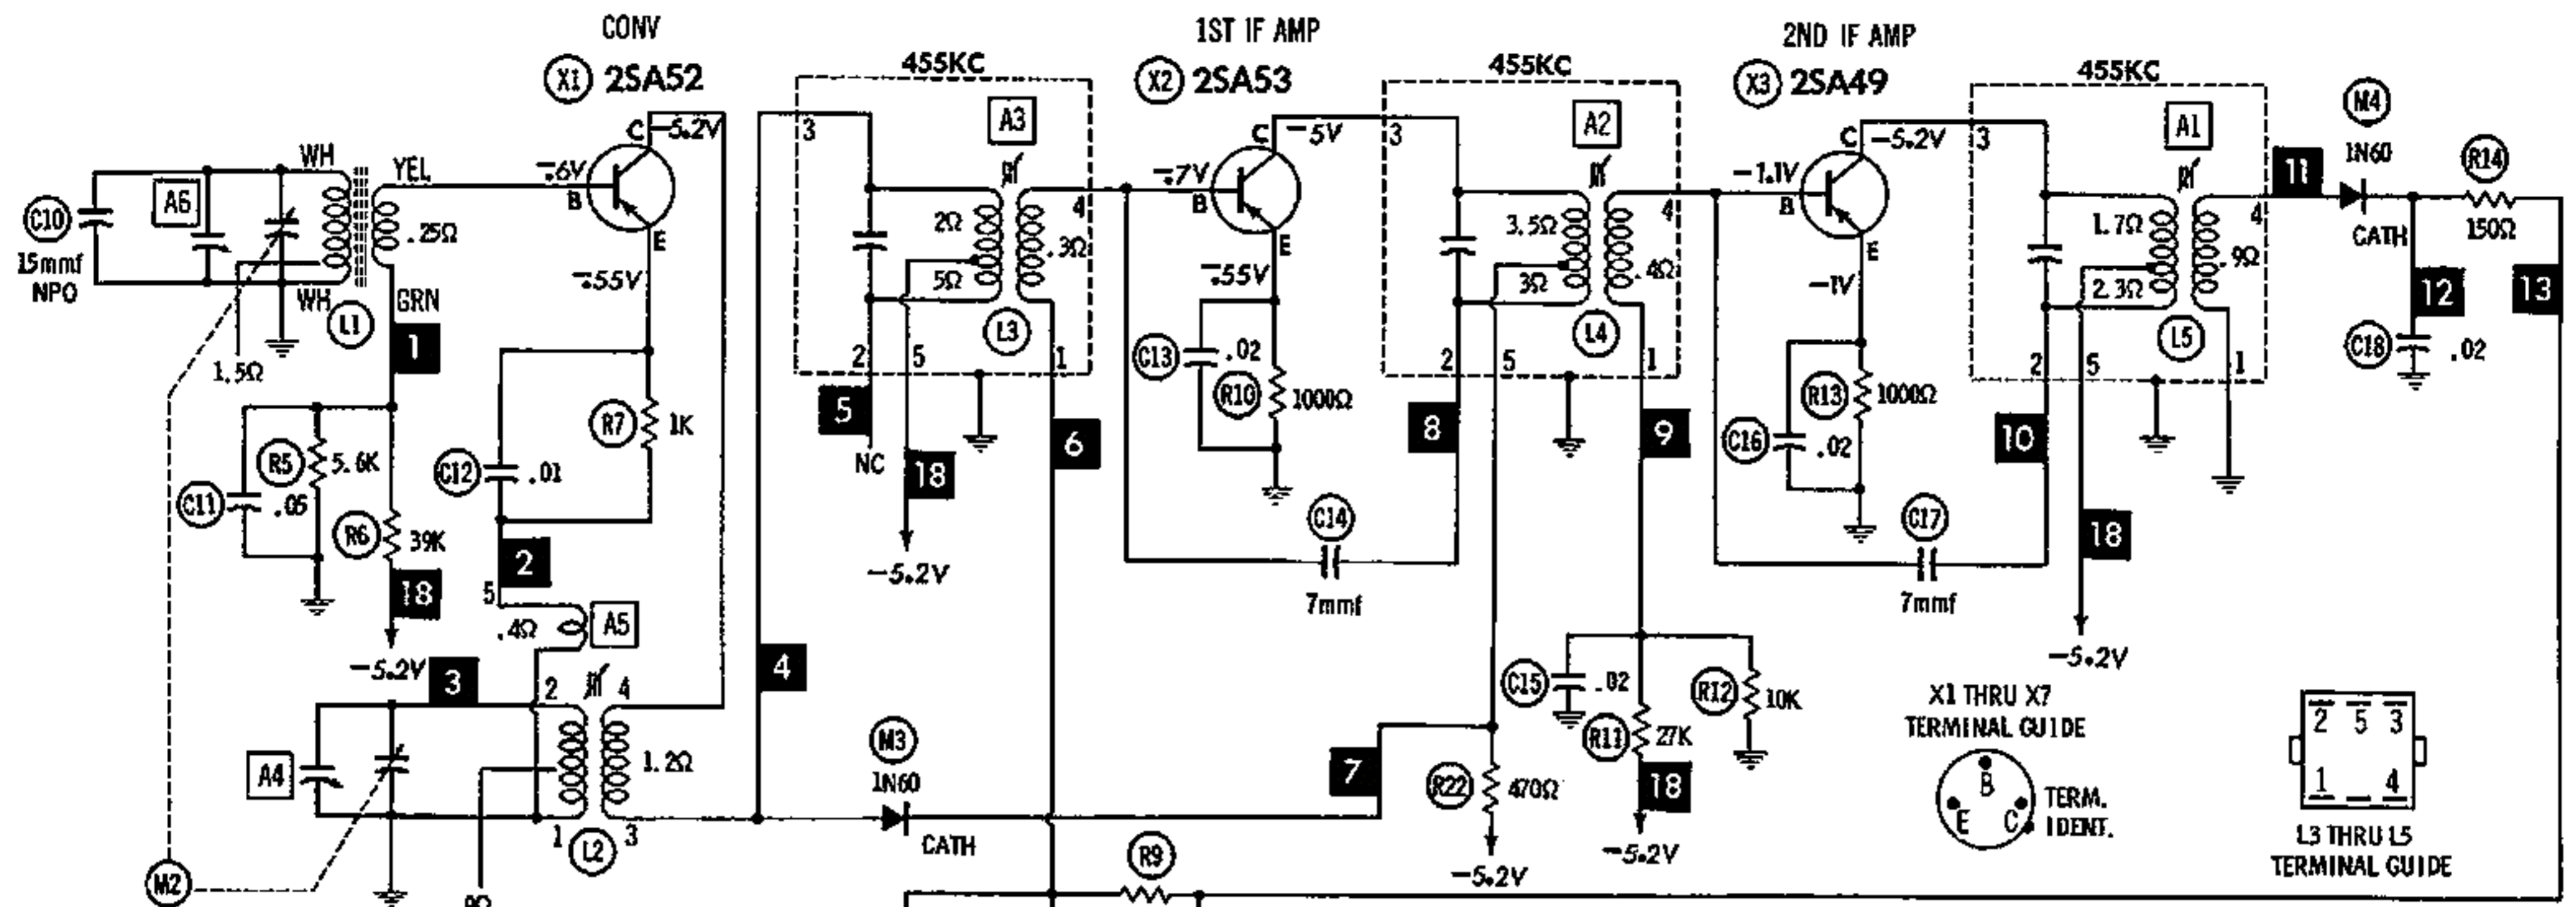 CONV
X1 2SA52
C
-5.2V
-.6V
B
E
-.55V
WH
YEL
A6
C10
15mmf
NPO
.25Ω
WH
GRN
L1
1
1.5Ω
R5
5.6K
C11
.05
R6
39K
18
-5.2V
R7
1K
C12
.01
2
5
.4Ω
A5
3
2
4
A4
1.2Ω
1
L2
3
M2
4
M3
1N60
CATH
455KC
3
A3
2Ω
5Ω
4
.3Ω
L3
2
5
1
5
NC
18
-5.2V
6
R9
1ST IF AMP
X2 2SA53
C
-5V
-.7V
B
E
-.55V
C13
.02
R10
1000Ω
C14
7mmf
455KC
3
A2
3.5Ω
3Ω
4
.4Ω
L4
2
5
1
8
9
7
R22
470Ω
-5.2V
C15
.02
R11
27K
18
-5.2V
R12
10K
2ND IF AMP
X3 2SA49
C
-5.2V
-1.1V
B
E
-1V
C16
.02
R13
1000Ω
C17
7mmf
455KC
3
A1
1.7Ω
2.3Ω
4
.9Ω
L5
2
5
1
10
18
-5.2V
11
M4
1N60
CATH
R14
150Ω
12
13
C18
.02
X1 THRU X7
TERMINAL GUIDE
B
E
C
TERM.
IDENT.
2 5 3
1 4
L3 THRU L5
TERMINAL GUIDE